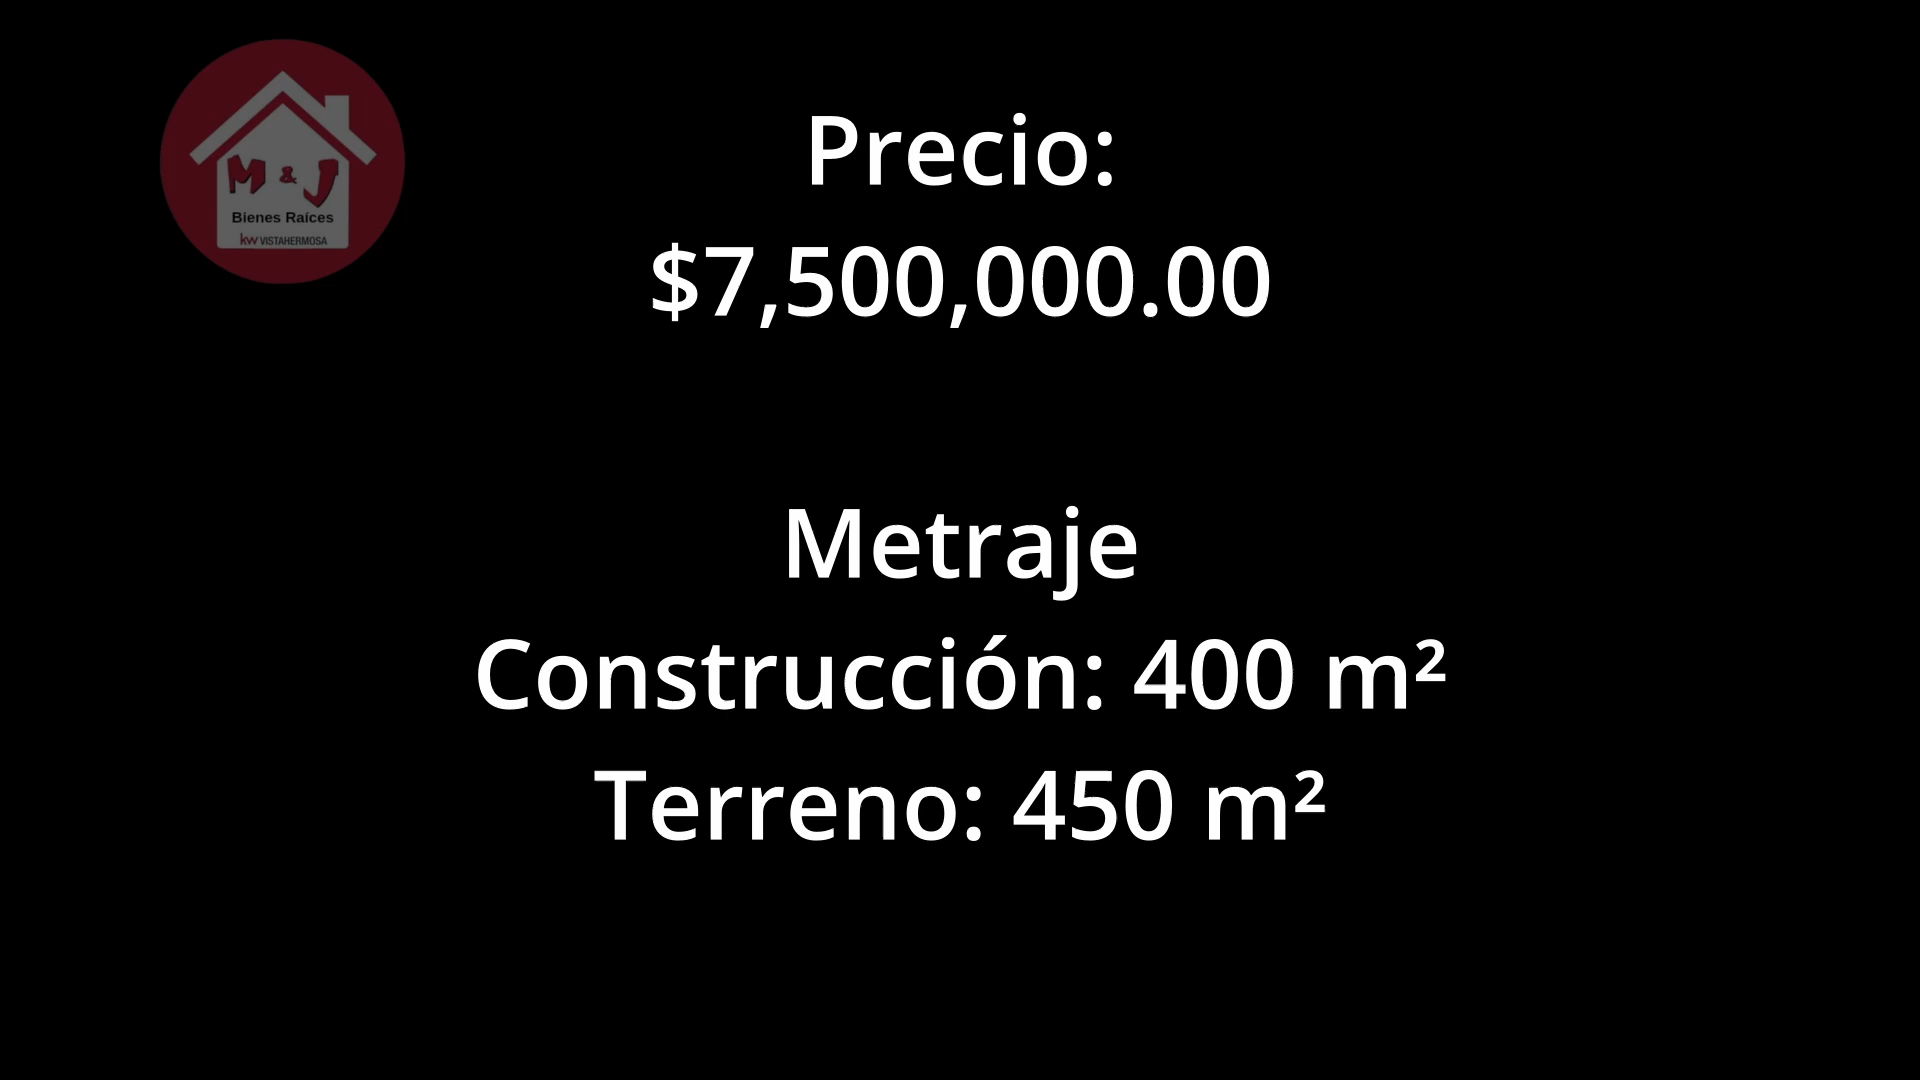 M & J
Bienes Raíces
kw VISTAHERMOSA
Precio:
$7,500,000.00
Metraje
Construcción: 400 m²
Terreno: 450 m²